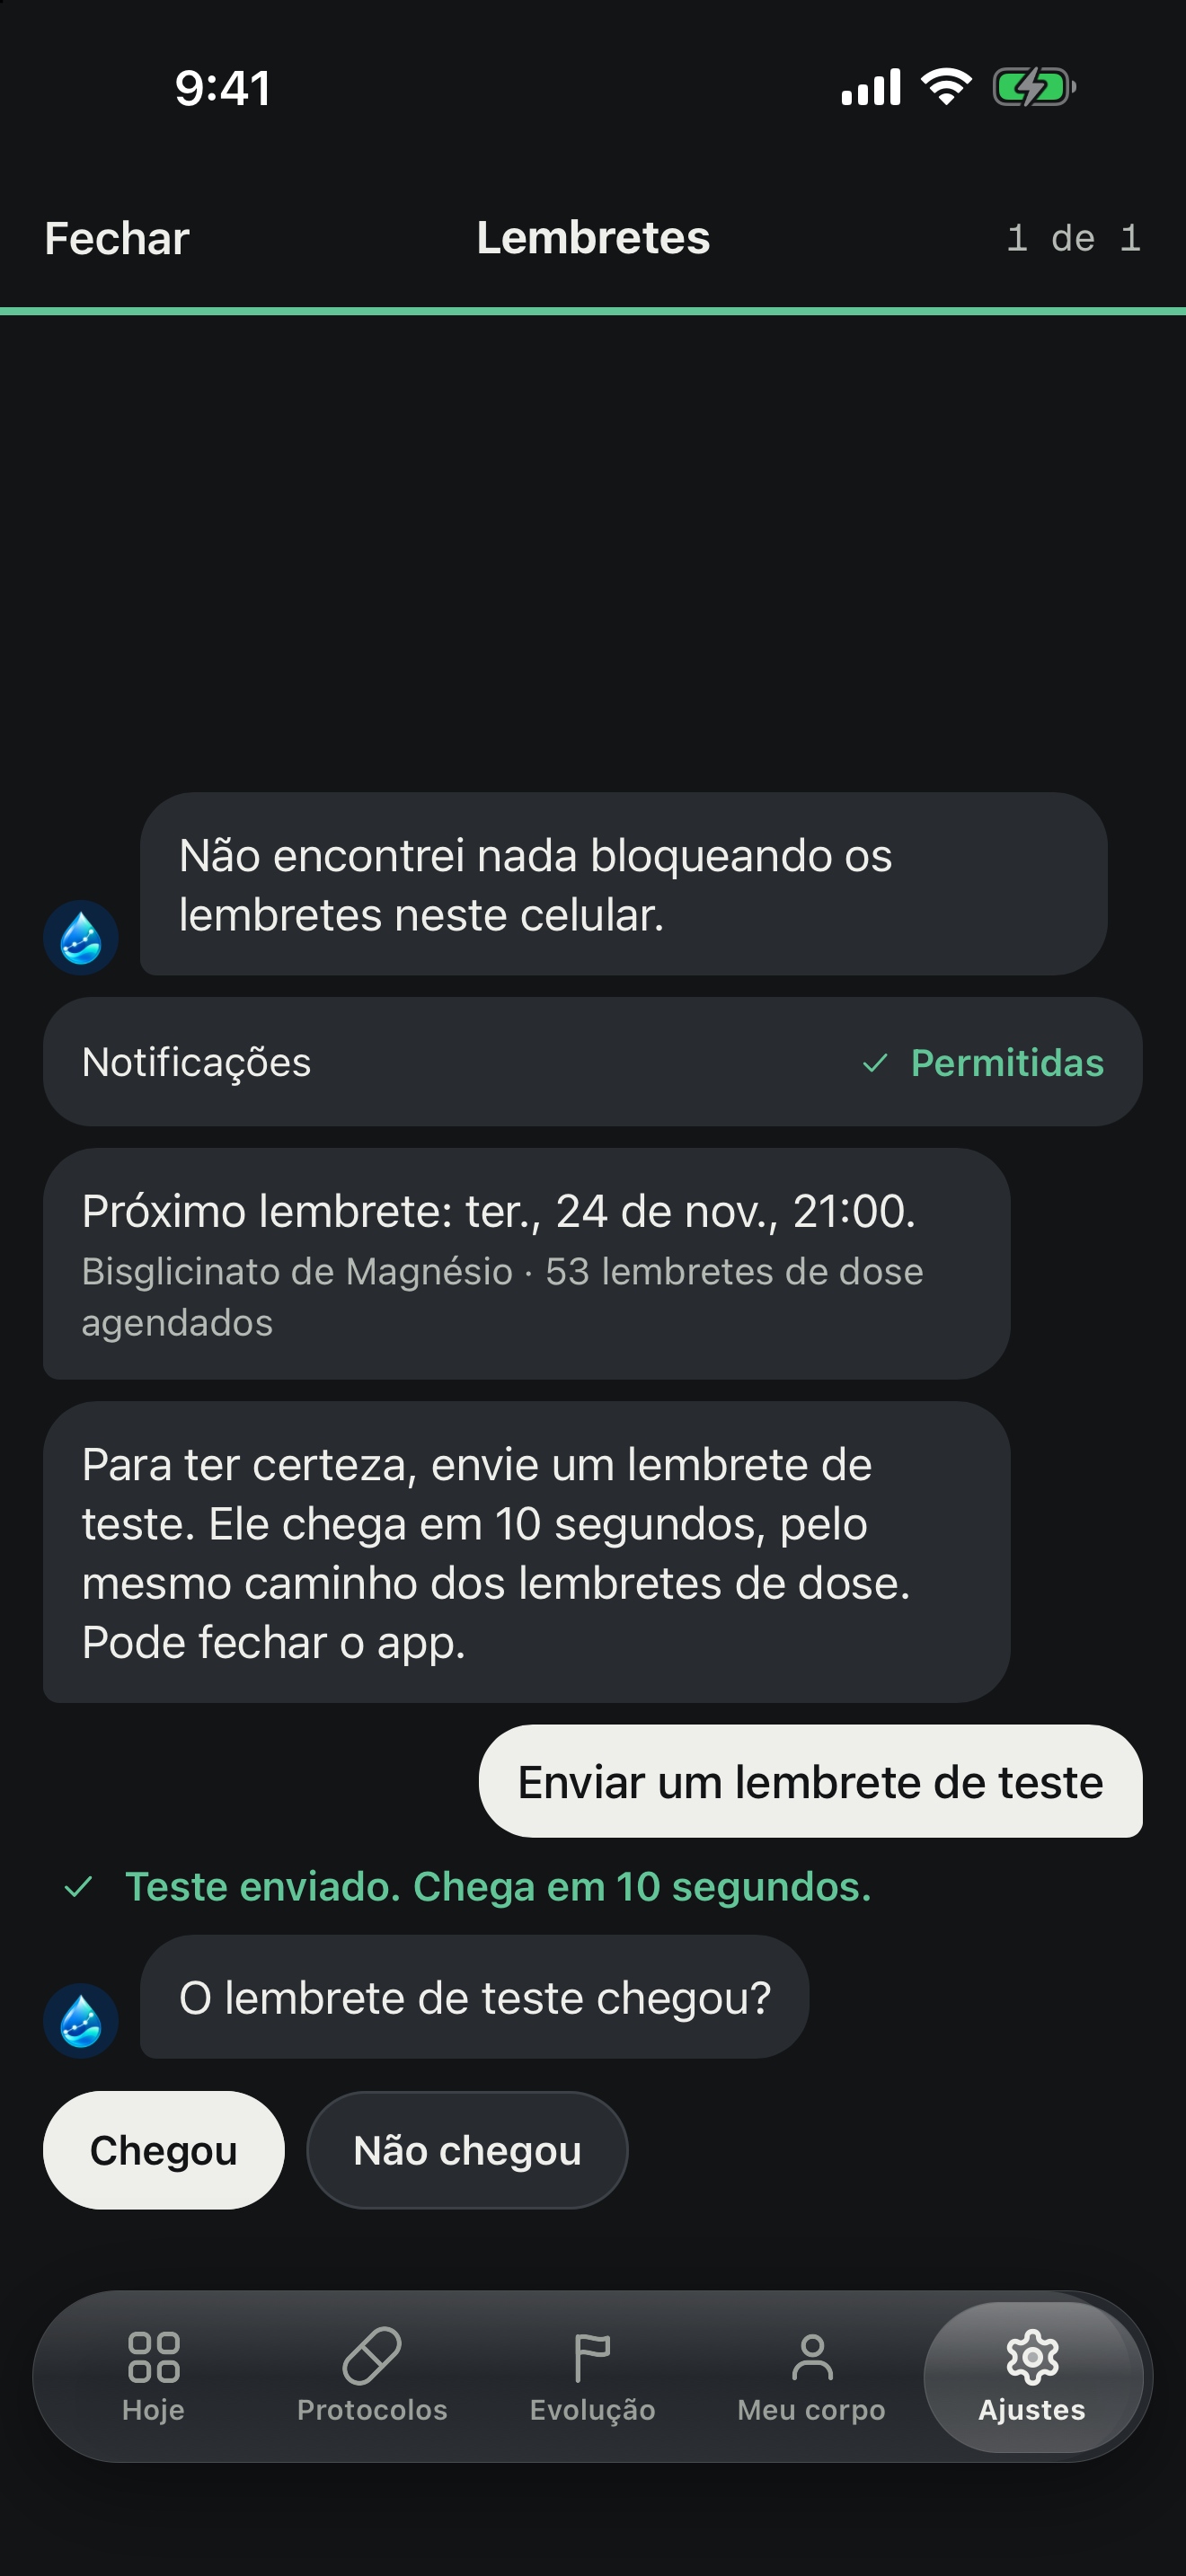 9:41
Fechar
Lembretes
1 de 1
Não encontrei nada bloqueando os
lembretes neste celular.
Notificações
Permitidas
Próximo lembrete: ter., 24 de nov., 21:00.
Bisglicinato de Magnésio · 53 lembretes de dose
agendados
Para ter certeza, envie um lembrete de
teste. Ele chega em 10 segundos, pelo
mesmo caminho dos lembretes de dose.
Pode fechar o app.
Enviar um lembrete de teste
Teste enviado. Chega em 10 segundos.
O lembrete de teste chegou?
Chegou
Não chegou
Hoje
Protocolos
Evolução
Meu corpo
Ajustes